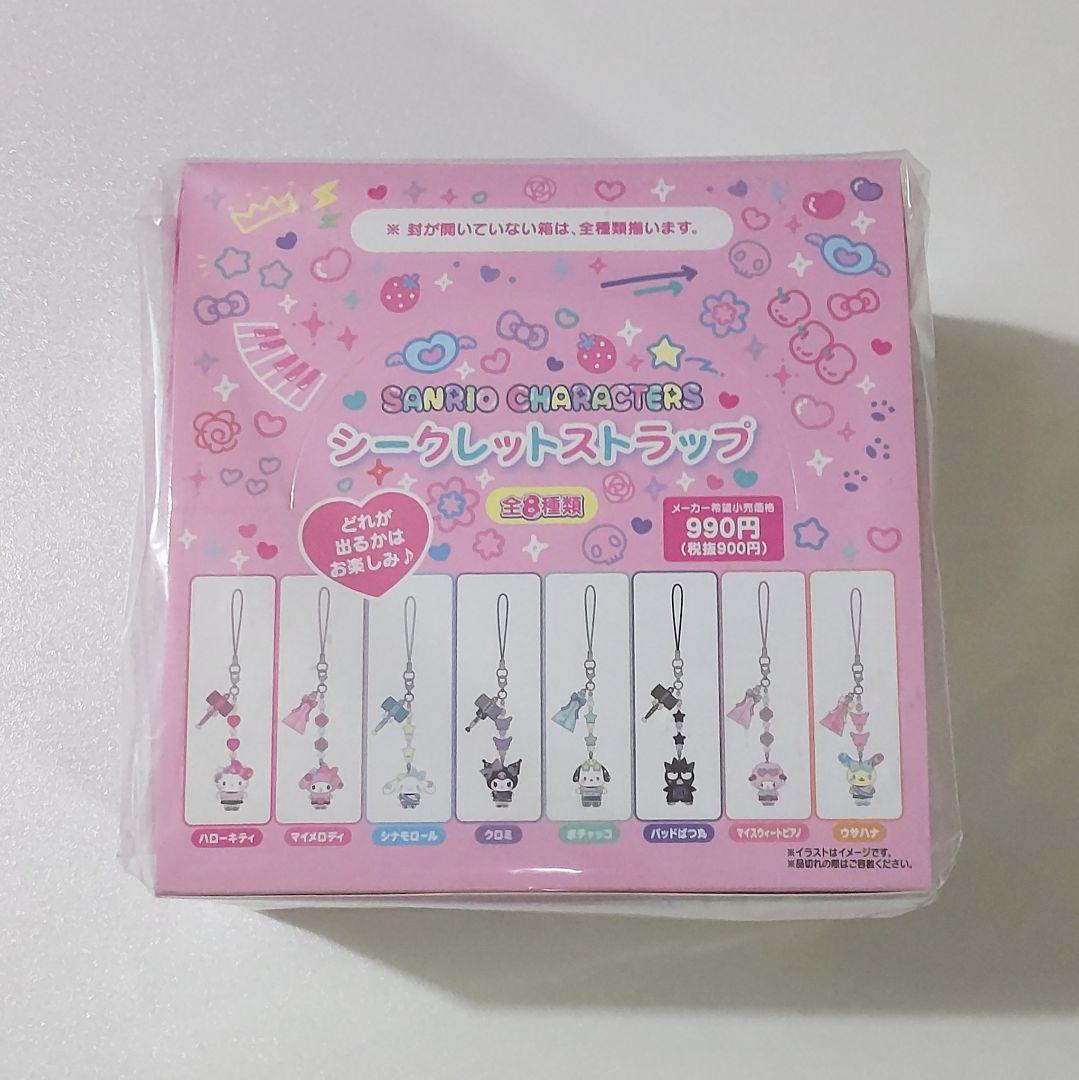 ※ 封が開いていない箱は、全種類揃います。
SANRIO CHARACTERS
シークレットストラップ
全8種類
どれが
出るかは
お楽しみ♪
メーカー希望小売価格
990円
(税抜900円)
ハローキティ
マイメロディ
シナモロール
クロミ
ポチャッコ
バッドばつ丸
マイスウィートピアノ
ウサハナ
※イラストはイメージです。
※品切れの際はご容赦ください。